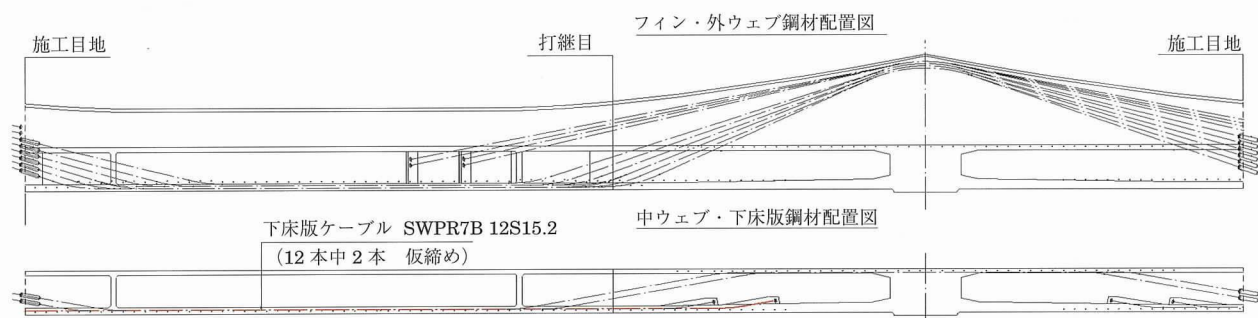 フィン・外ウェブ鋼材配置図
施工目地
打継目
施工目地
下床版ケーブル SWPR7B 12S15.2
（12 本中 2 本　仮締め）
中ウェブ・下床版鋼材配置図